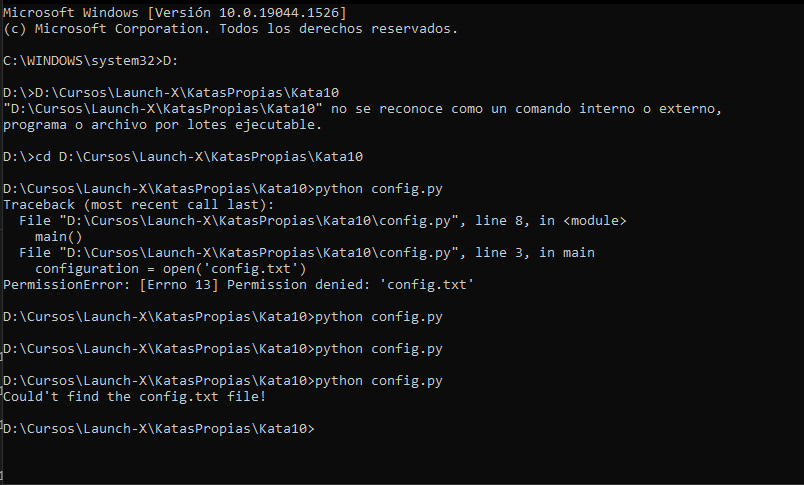 Microsoft Windows [Versión 10.0.19044.1526]
(c) Microsoft Corporation. Todos los derechos reservados.
C:\WINDOWS\system32>D:
D:\>D:\Cursos\Launch-X\KatasPropias\Kata10
"D:\Cursos\Launch-X\KatasPropias\Kata10" no se reconoce como un comando interno o externo,
programa o archivo por lotes ejecutable.
D:\>cd D:\Cursos\Launch-X\KatasPropias\Kata10
D:\Cursos\Launch-X\KatasPropias\Kata10>python config.py
Traceback (most recent call last):
  File "D:\Cursos\Launch-X\KatasPropias\Kata10\config.py", line 8, in <module>
    main()
  File "D:\Cursos\Launch-X\KatasPropias\Kata10\config.py", line 3, in main
    configuration = open('config.txt')
PermissionError: [Errno 13] Permission denied: 'config.txt'
D:\Cursos\Launch-X\KatasPropias\Kata10>python config.py
D:\Cursos\Launch-X\KatasPropias\Kata10>python config.py
D:\Cursos\Launch-X\KatasPropias\Kata10>python config.py
Could't find the config.txt file!
D:\Cursos\Launch-X\KatasPropias\Kata10>